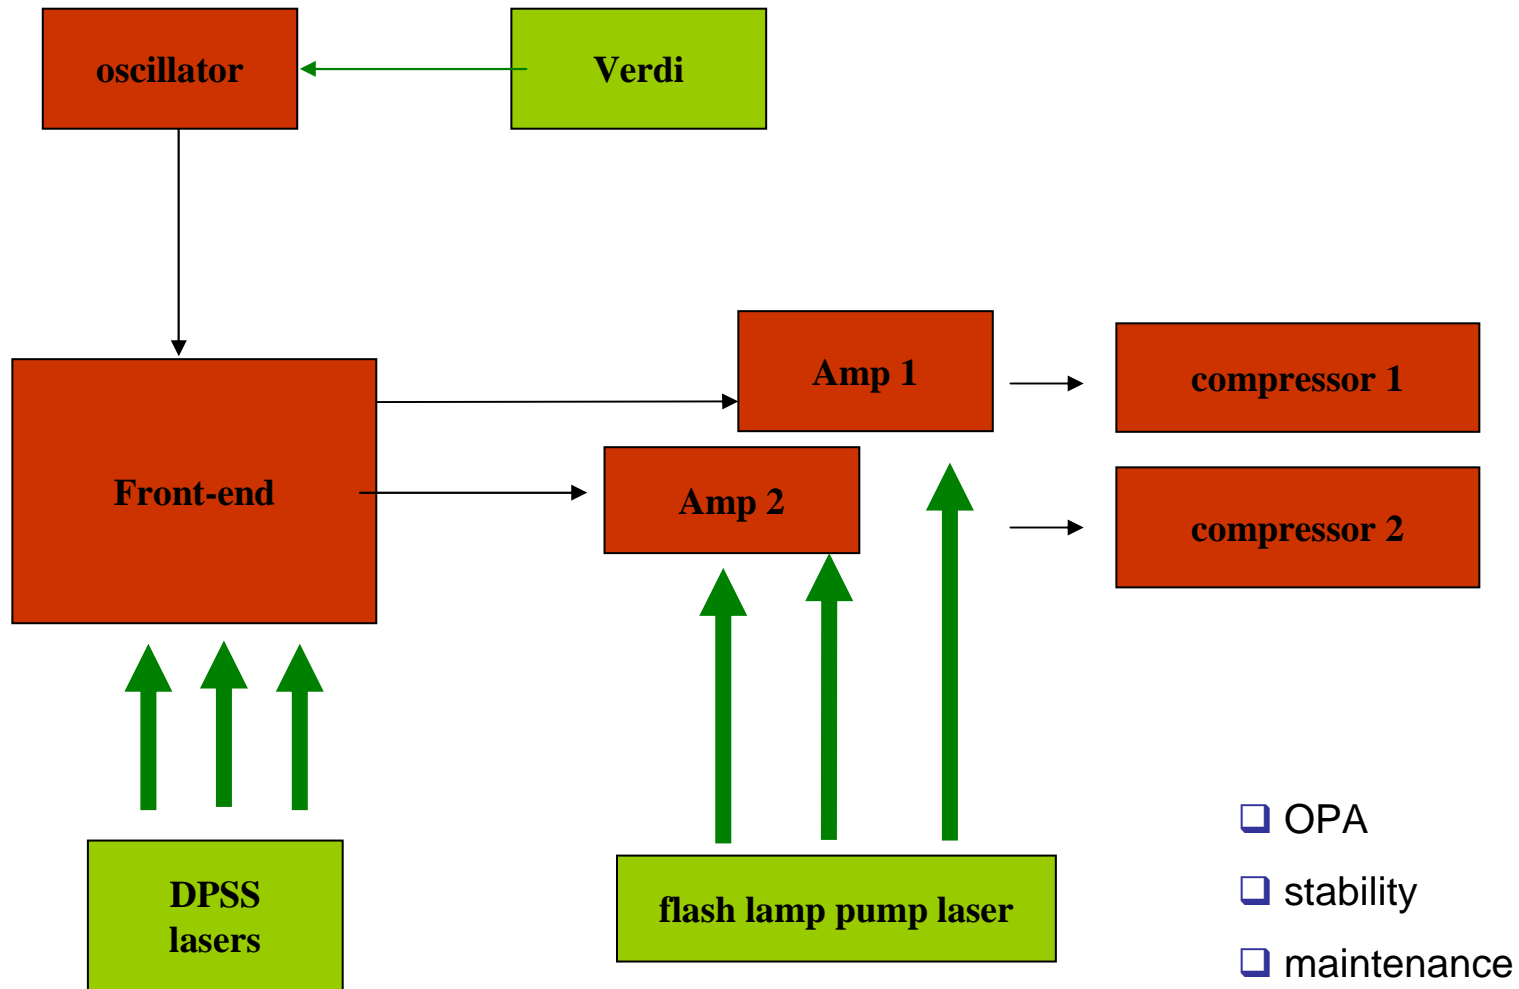 oscillator
Verdi
Amp 1
compressor 1
Front-end
Amp 2
compressor 2
DPSS
lasers
flash lamp pump laser
OPA
stability
maintenance